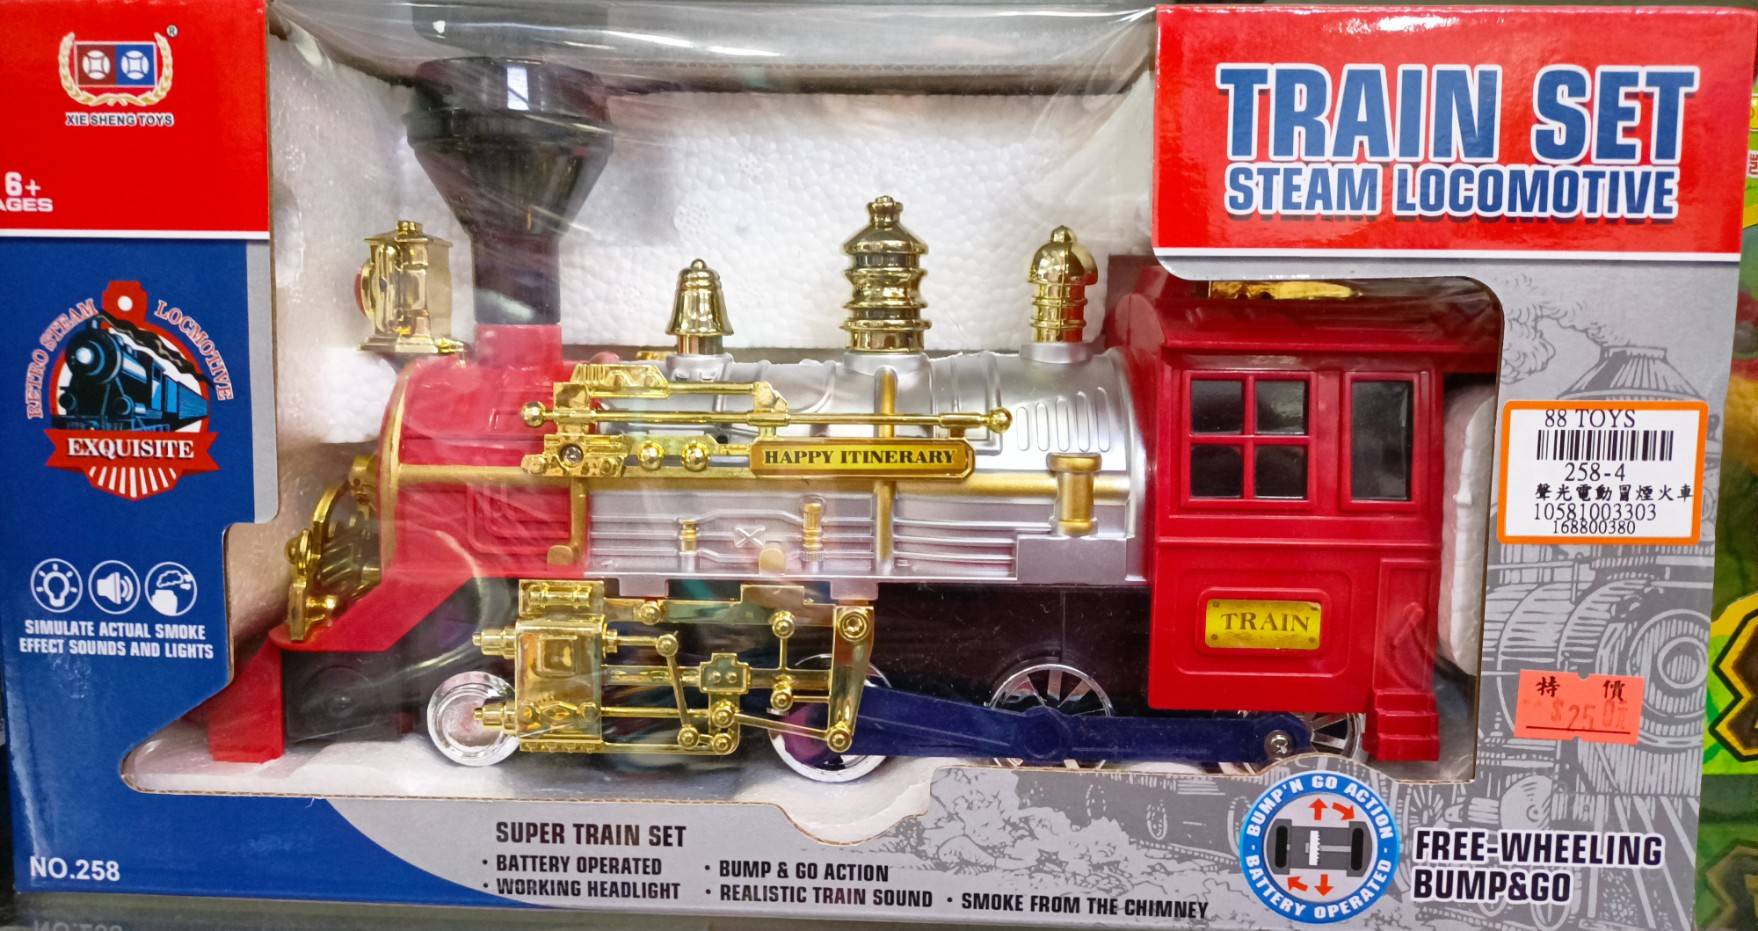 ®
XIE SHENG TOYS
6+
AGES
TRAIN SET
STEAM LOCOMOTIVE
RETRO STEAM LOCMOTIVE
EXQUISITE
SIMULATE ACTUAL SMOKE
EFFECT SOUNDS AND LIGHTS
HAPPY ITINERARY
TRAIN
88 TOYS
258-4
聲光電動冒煙火車
10581003303
168800380
特價
NO.258
SUPER TRAIN SET
• BATTERY OPERATED
• WORKING HEADLIGHT
• BUMP & GO ACTION
• REALISTIC TRAIN SOUND • SMOKE FROM THE CHIMNEY
BUMP'N GO ACTION
BATTERY OPERATED
FREE-WHEELING
BUMP&GO